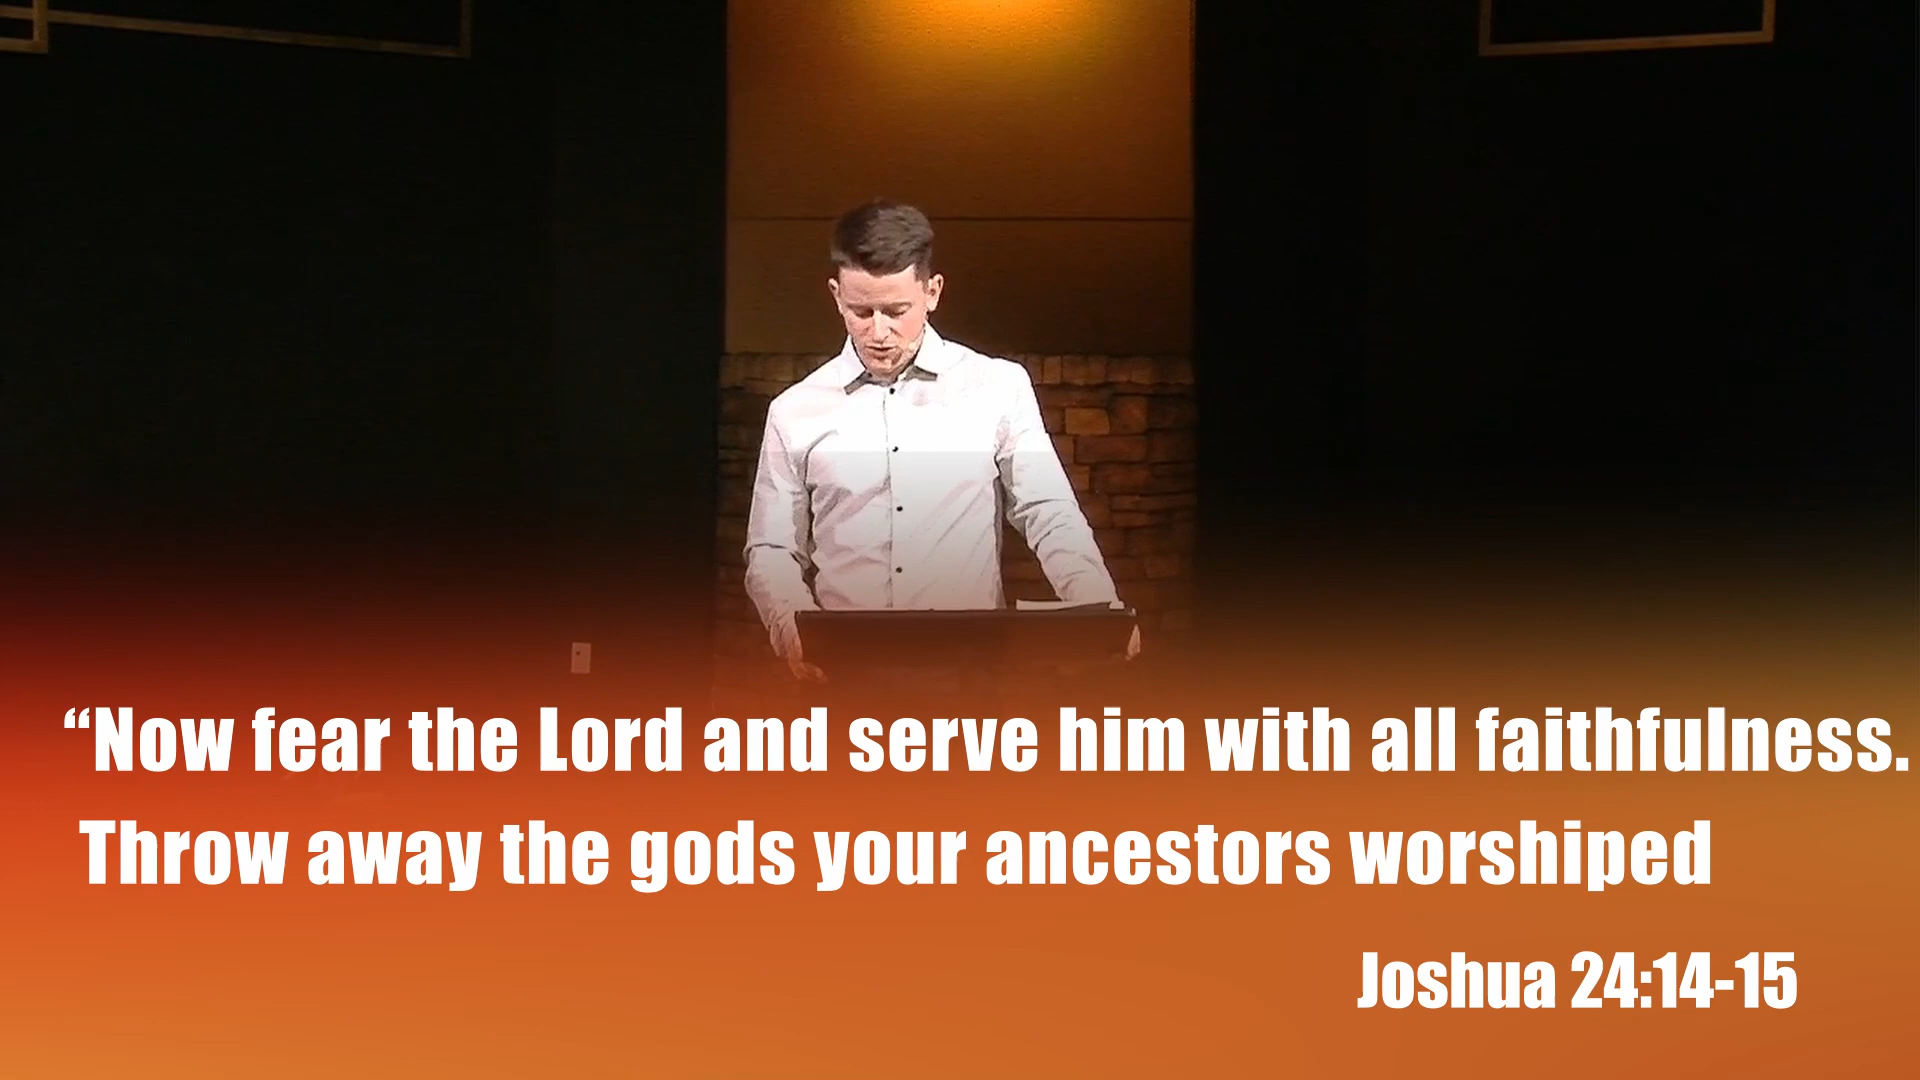 “Now fear the Lord and serve him with all faithfulness.
Throw away the gods your ancestors worshiped
Joshua 24:14-15